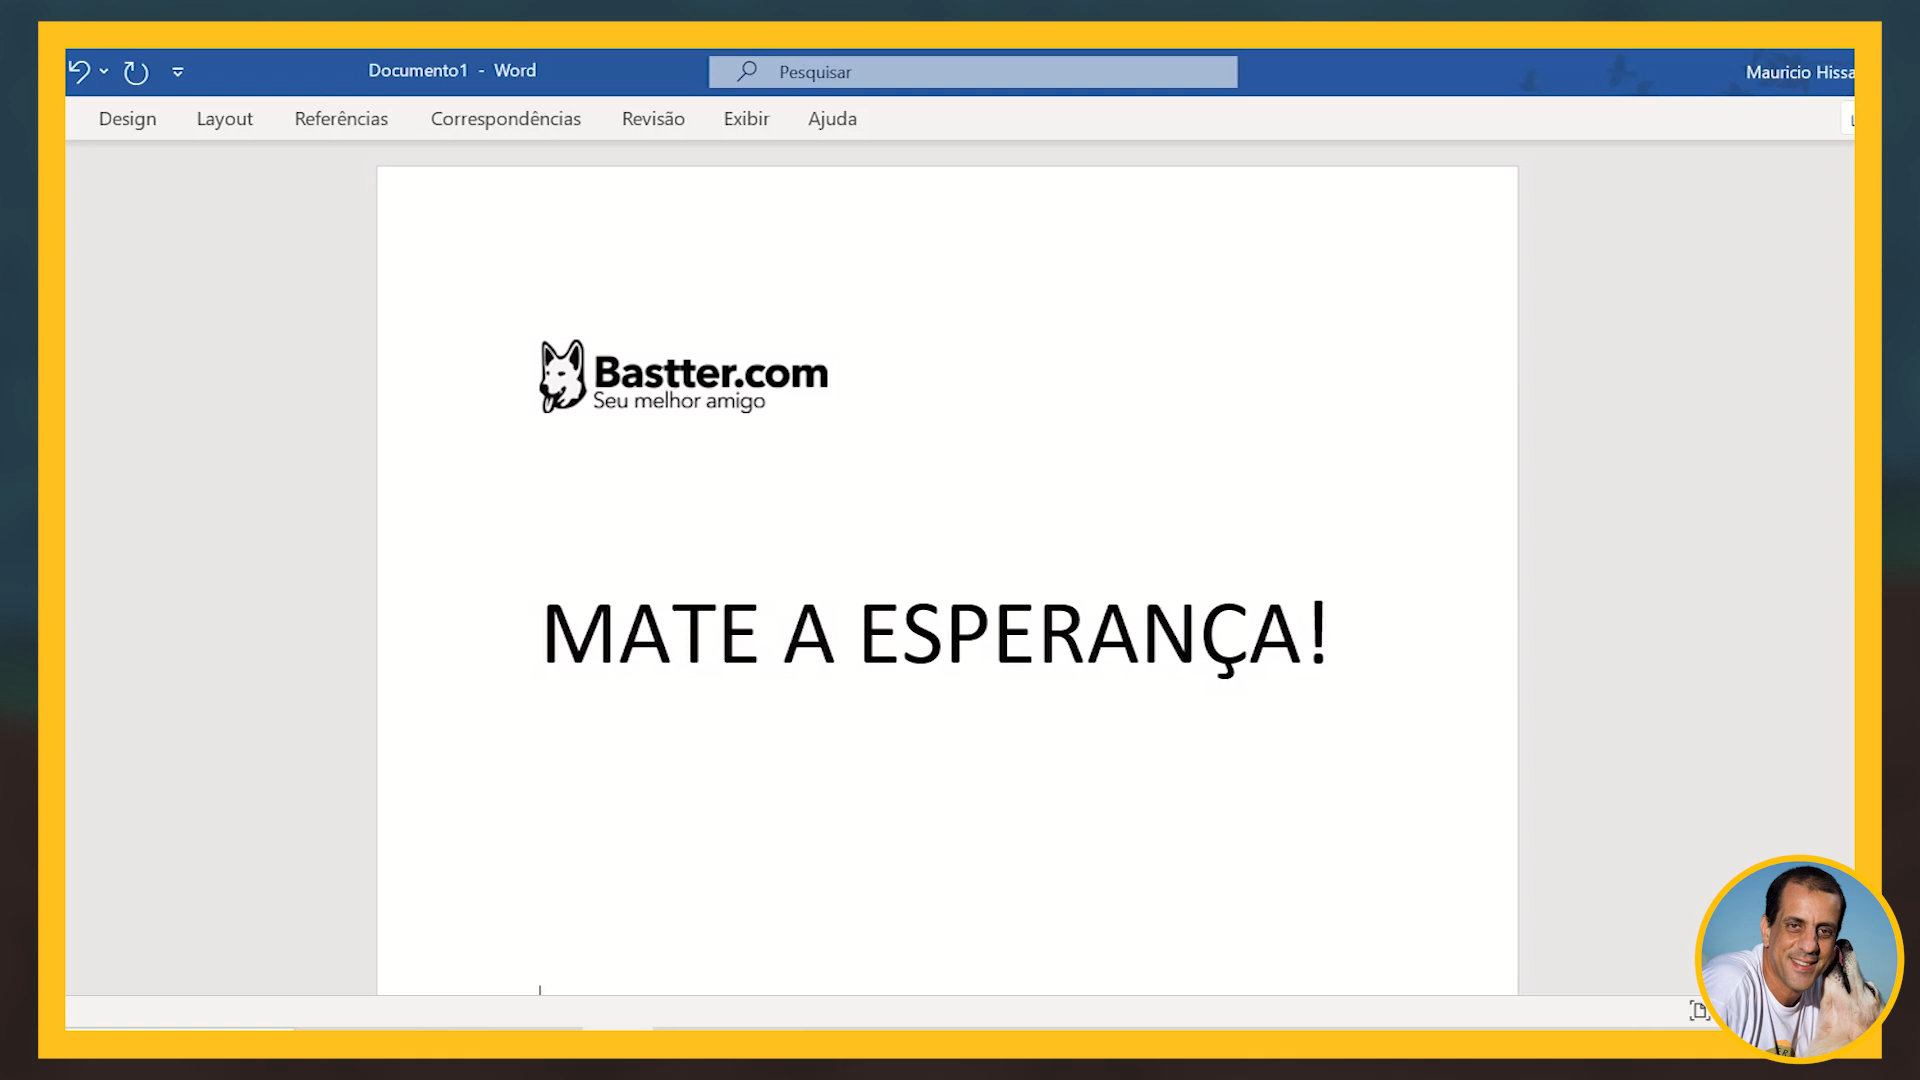 Documento1 - Word
Pesquisar
Mauricio Hissa
Design Layout Referências Correspondências Revisão Exibir Ajuda
Bastter.com
Seu melhor amigo
MATE A ESPERANÇA!